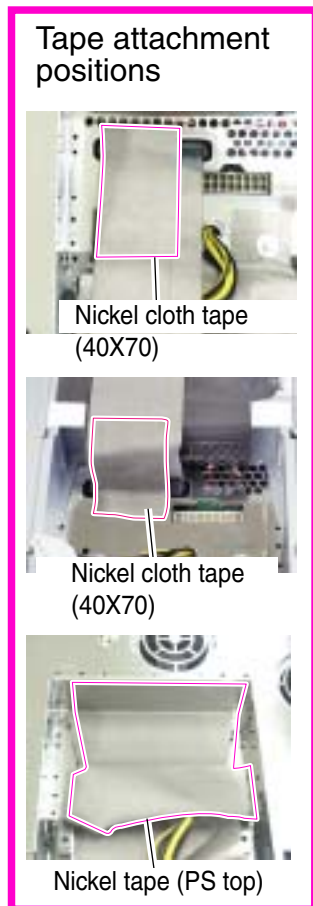 Tape attachment
positions
Nickel cloth tape
(40X70)
Nickel cloth tape
(40X70)
Nickel tape (PS top)